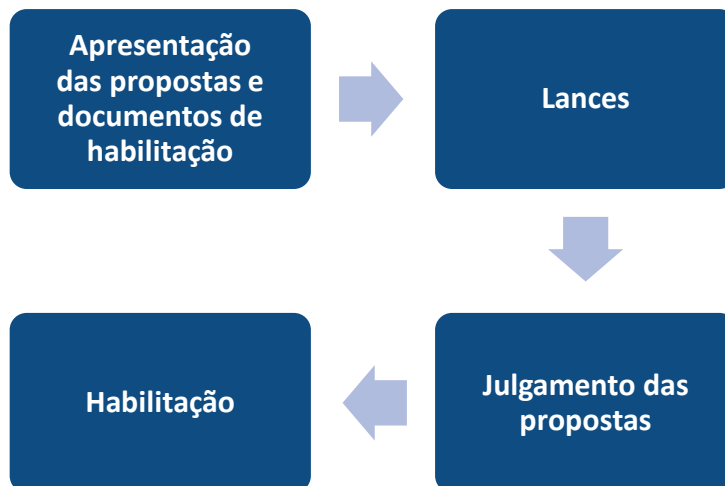 Apresentação
das propostas e
documentos de
habilitação
Lances
Julgamento das
propostas
Habilitação